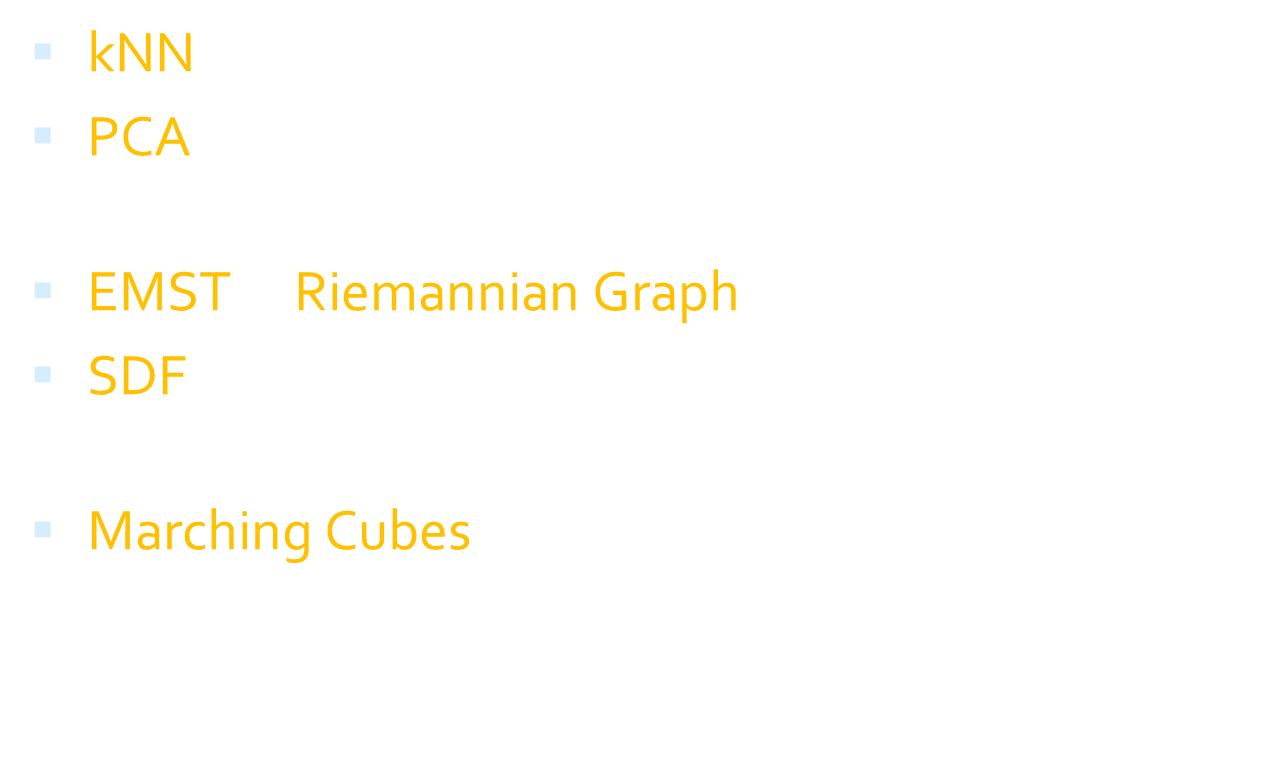 ▪ kNN
▪ PCA
▪ EMST Riemannian Graph
▪ SDF
▪ Marching Cubes